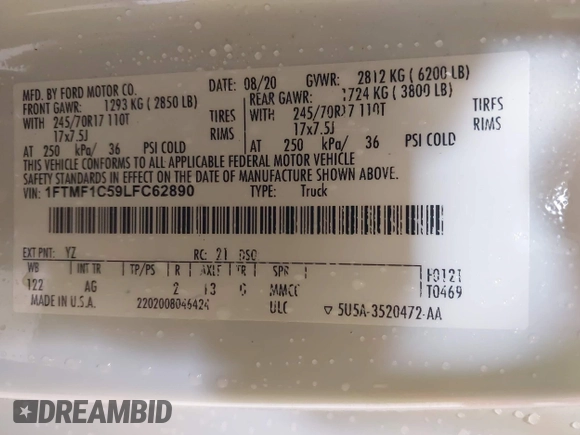 MFD. BY FORD MOTOR CO. DATE: 08/20 GVWR: 2812 KG ( 6200 LB)
FRONT GAWR: 1293 KG ( 2850 LB) REAR GAWR: 1724 KG ( 3800 LB)
WITH 245/70R17 110T TIRES WITH 245/70R17 110T TIRES
17x7.5J RIMS 17x7.5J RIMS
AT 250 kPa/ 36 PSI COLD AT 250 kPa/ 36 PSI COLD
THIS VEHICLE CONFORMS TO ALL APPLICABLE FEDERAL MOTOR VEHICLE
SAFETY STANDARDS IN EFFECT ON THE DATE OF MANUFACTURE SHOWN ABOVE.
VIN: 1FTMF1C59LFC62890 TYPE: Truck
EXT PNT: YZ RC: 21 DSO:
WB INT TR TP/PS R AXLE TR SPR
122 AG 2 13 6
F0121
T0469
MADE IN U.S.A. 2202008046424 ULC ▽ 5U5A-3520472-AA
DREAMBID